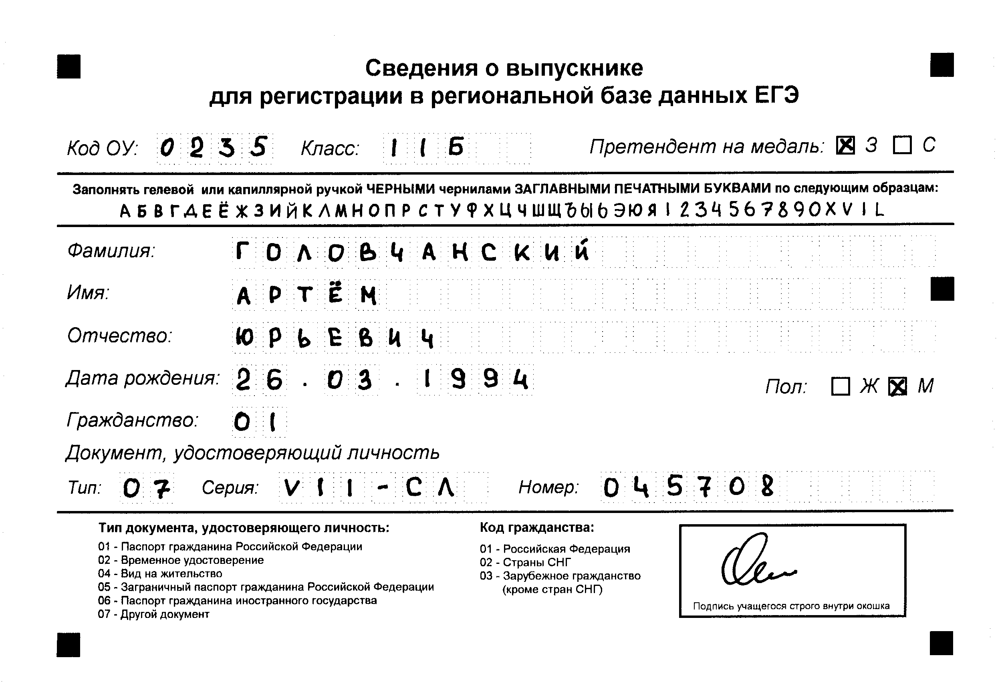 Сведения о выпускнике
для регистрации в региональной базе данных ЕГЭ
Код ОУ: 0235 Класс: 11Б Претендент на медаль: ☒ З ☐ С
Заполнять гелевой или капиллярной ручкой ЧЕРНЫМИ чернилами ЗАГЛАВНЫМИ ПЕЧАТНЫМИ БУКВАМИ по следующим образцам:
А Б В Г Д Е Ё Ж З И Й К Л М Н О П Р С Т У Ф Х Ц Ч Ш Щ Ъ Ы Ь Э Ю Я 1 2 3 4 5 6 7 8 9 0 X V I L
Фамилия: ГОЛОВЧАНСКИЙ
Имя: АРТЁМ
Отчество: ЮРЬЕВИЧ
Дата рождения: 26.03.1994 Пол: ☐ Ж ☒ М
Гражданство: 01
Документ, удостоверяющий личность
Тип: 07 Серия: VII-СЛ Номер: 045708
Тип документа, удостоверяющего личность:
01 - Паспорт гражданина Российской Федерации
02 - Временное удостоверение
04 - Вид на жительство
05 - Заграничный паспорт гражданина Российской Федерации
06 - Паспорт гражданина иностранного государства
07 - Другой документ
Код гражданства:
01 - Российская Федерация
02 - Страны СНГ
03 - Зарубежное гражданство
(кроме стран СНГ)
Подпись учащегося строго внутри окошка